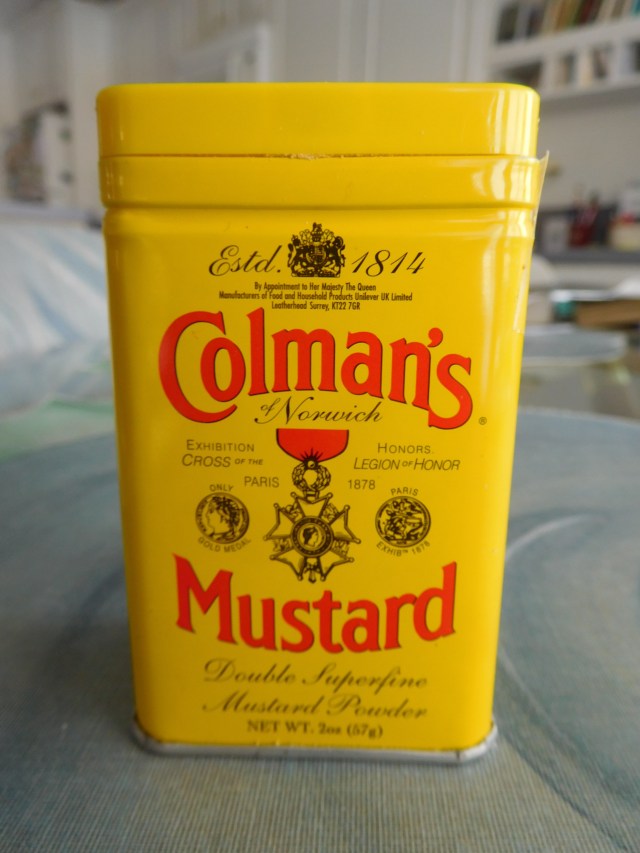 Estd. 1814
By Appointment to Her Majesty The Queen
Manufacturers of Food and Household Products Unilever UK Limited
Leatherhead Surrey, KT22 7GR
Colman's®
of Norwich
EXHIBITION HONORS.
CROSS OF THE LEGION OF HONOR
PARIS 1878
ONLY GOLD MEDAL
PARIS EXHIBN 1878
Mustard
Double Superfine
Mustard Powder
NET WT. 2oz (57g)